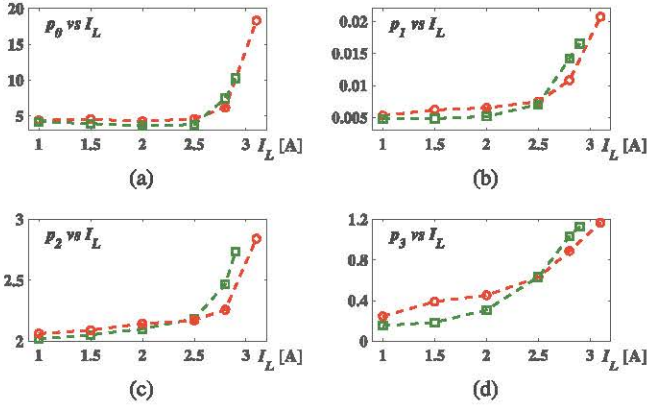 20
p0 vs IL
15
10
5
1 1.5 2 2.5 3 IL [A]
(a)
p1 vs IL
0.02
0.015
0.01
0.005
1 1.5 2 2.5 3 IL [A]
(b)
3
p2 vs IL
2.5
2
1 1.5 2 2.5 3 IL [A]
(c)
1.2
p3 vs IL
0.8
0.4
0
1 1.5 2 2.5 3 IL [A]
(d)